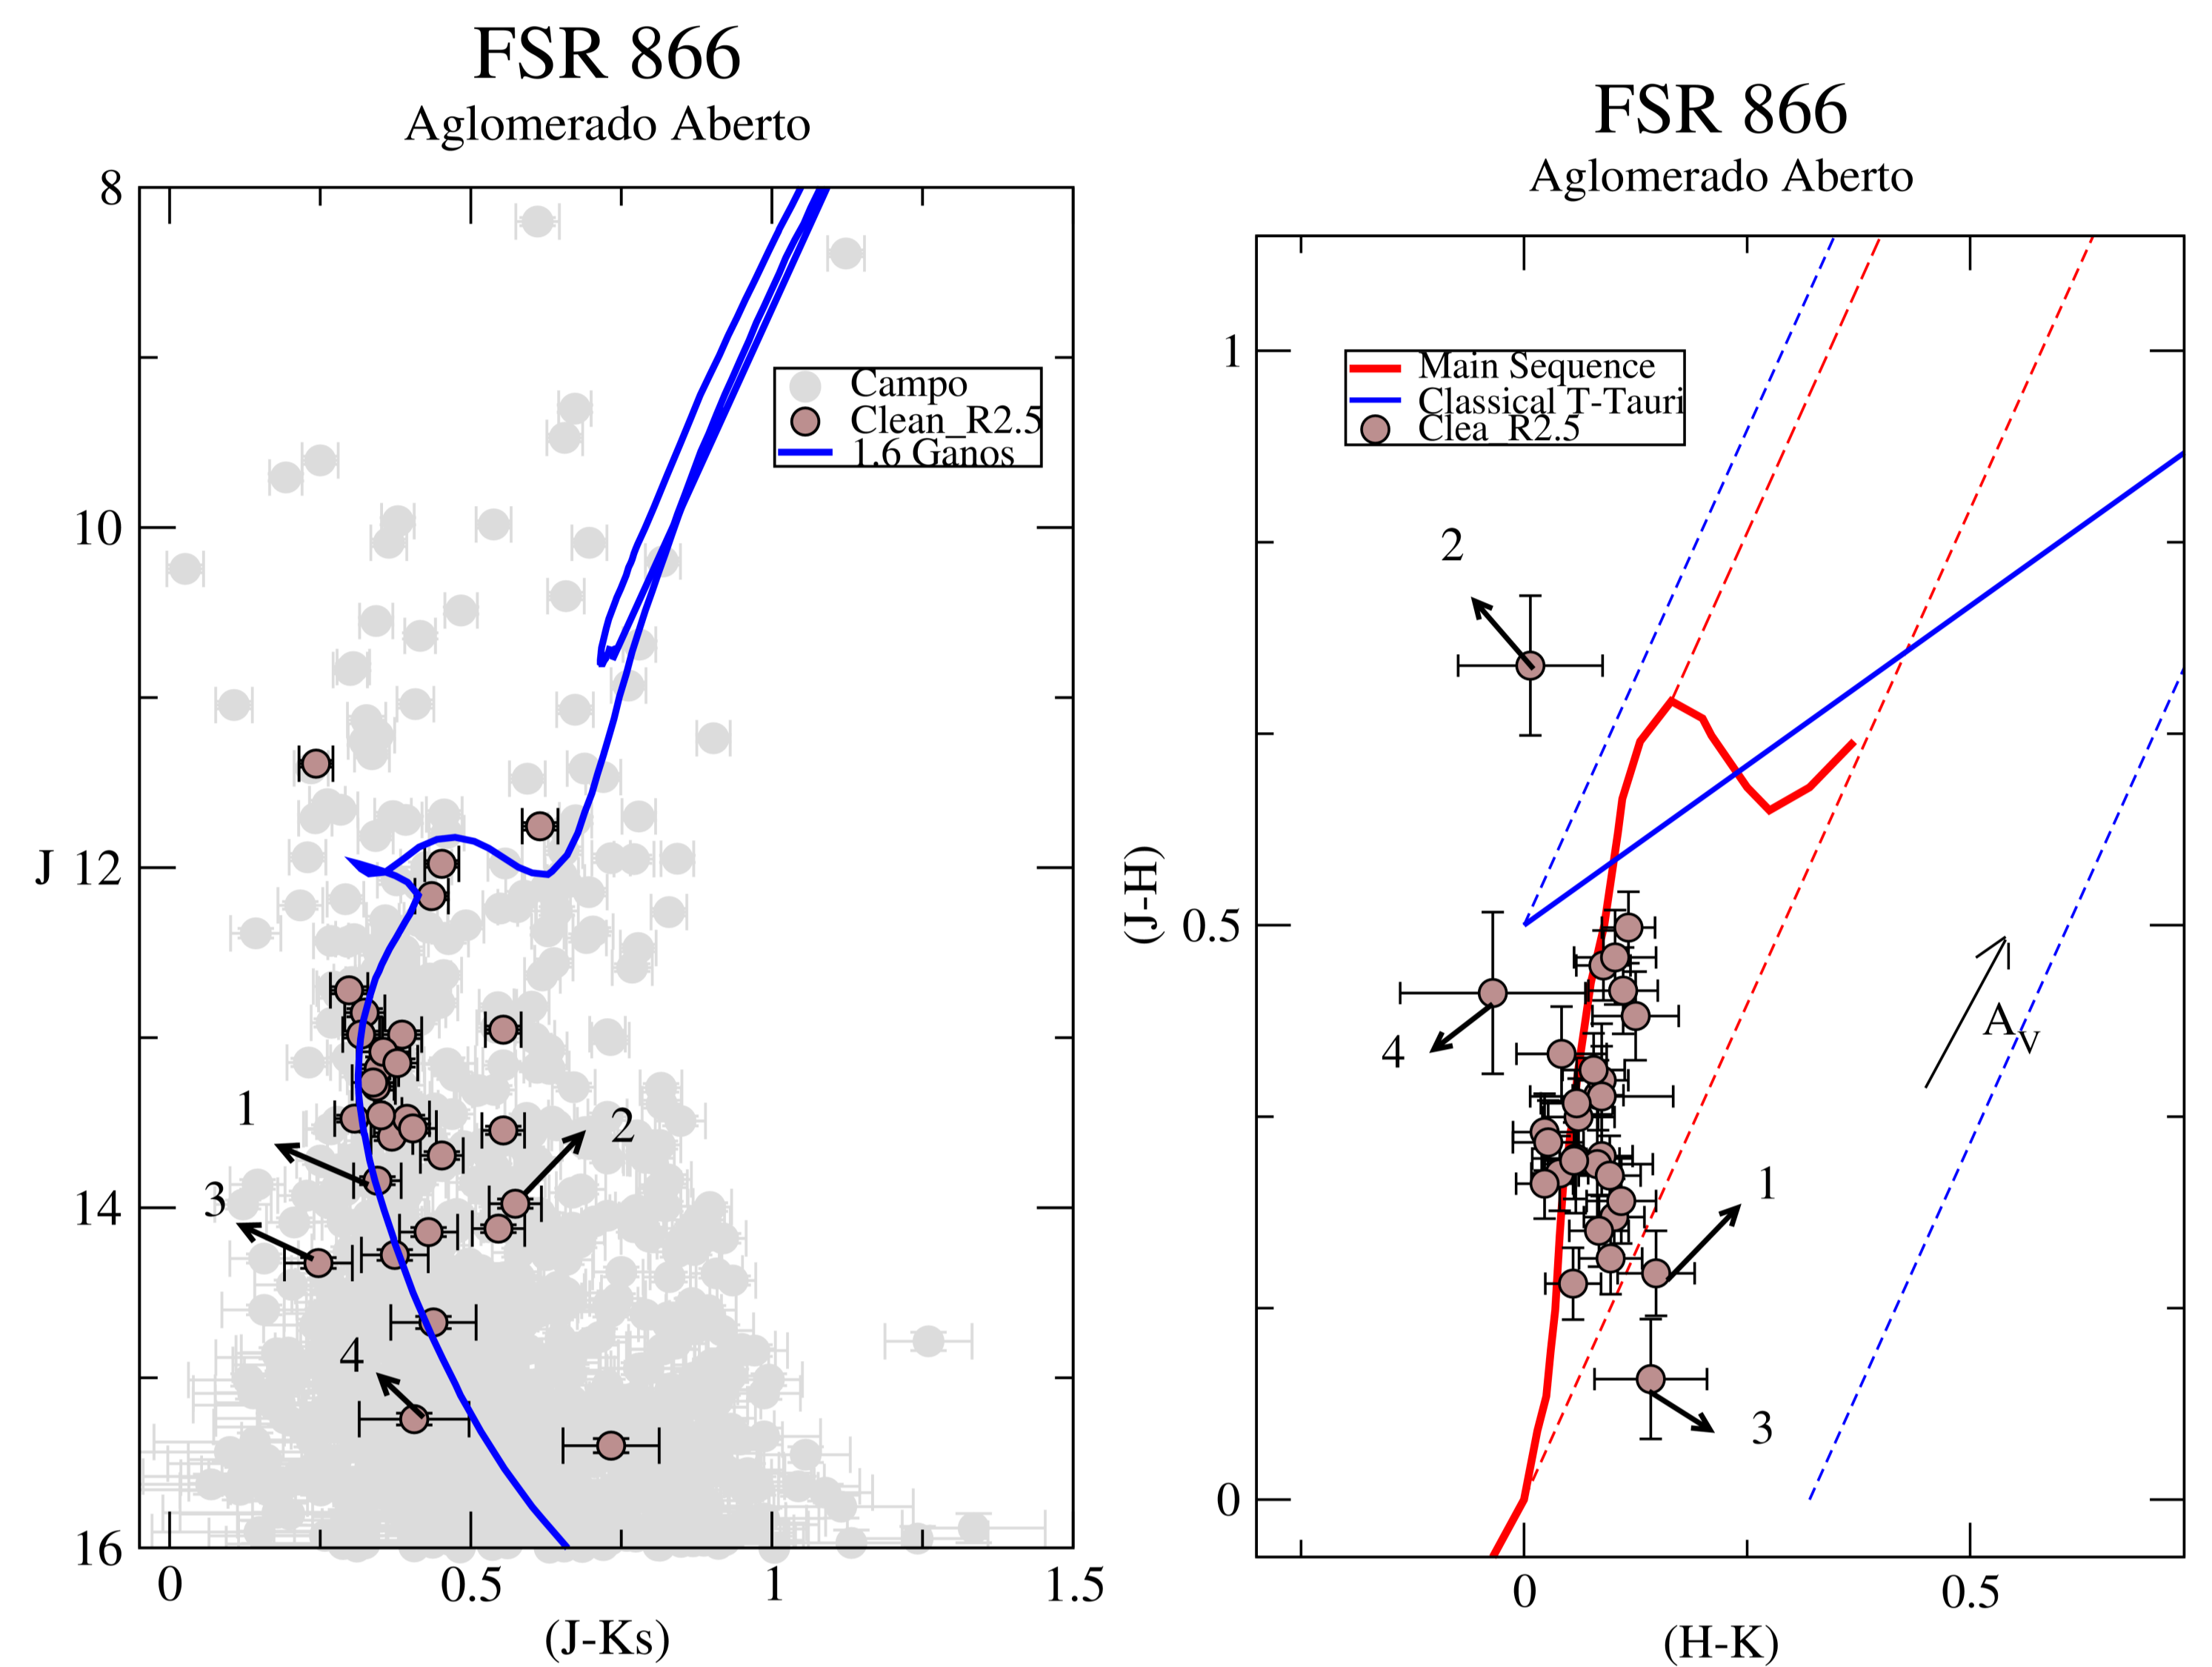 FSR 866
Aglomerado Aberto
8
10
J 12
14
16
0
0.5
1
1.5
(J-Ks)
Campo
Clean_R2.5
1.6 Ganos
1
2
3
4
FSR 866
Aglomerado Aberto
1
(J-H)
0.5
0
0
0.5
(H-K)
Main Sequence
Classical T-Tauri
Clea_R2.5
2
4
AV
1
3